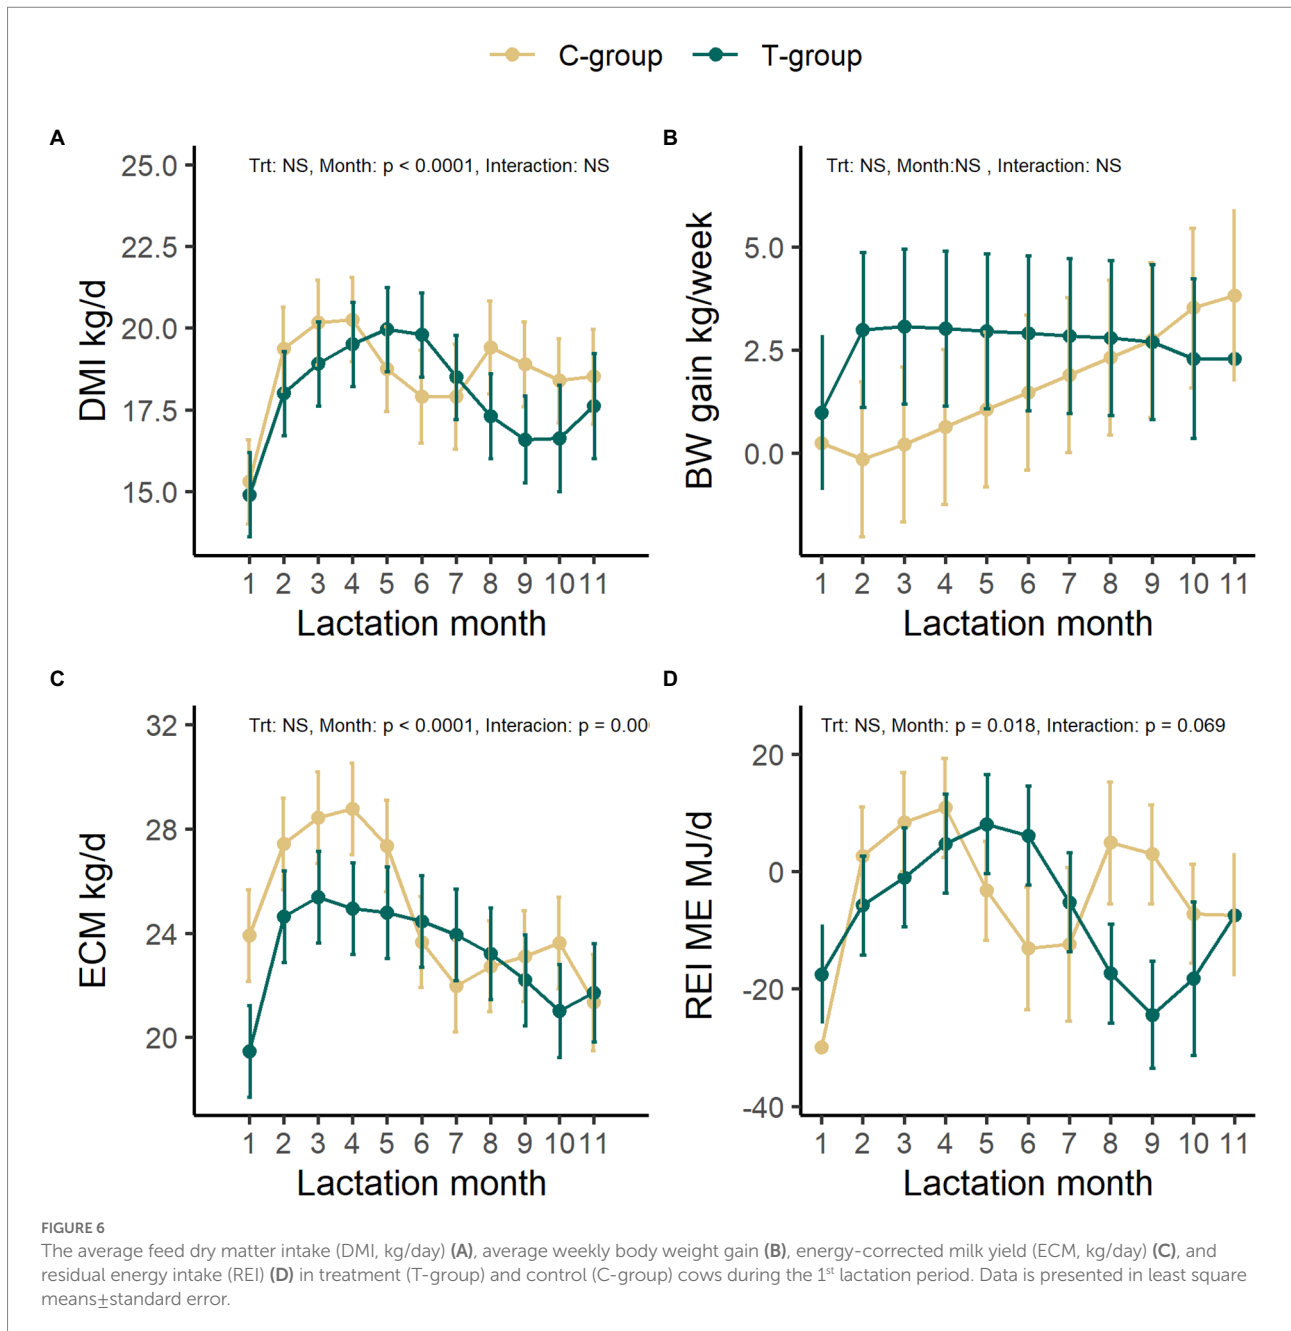 C-group T-group
A
Trt: NS, Month: p < 0.0001, Interaction: NS
25.0
22.5
20.0
17.5
15.0
DMI kg/d
1 2 3 4 5 6 7 8 9 10 11
Lactation month
B
Trt: NS, Month:NS , Interaction: NS
5.0
2.5
0.0
BW gain kg/week
1 2 3 4 5 6 7 8 9 10 11
Lactation month
C
Trt: NS, Month: p < 0.0001, Interacion: p = 0.00
32
28
24
20
ECM kg/d
1 2 3 4 5 6 7 8 9 10 11
Lactation month
D
Trt: NS, Month: p = 0.018, Interaction: p = 0.069
20
0
-20
-40
REI ME MJ/d
1 2 3 4 5 6 7 8 9 10 11
Lactation month
FIGURE 6
The average feed dry matter intake (DMI, kg/day) (A), average weekly body weight gain (B), energy-corrected milk yield (ECM, kg/day) (C), and
residual energy intake (REI) (D) in treatment (T-group) and control (C-group) cows during the 1st lactation period. Data is presented in least square
means±standard error.